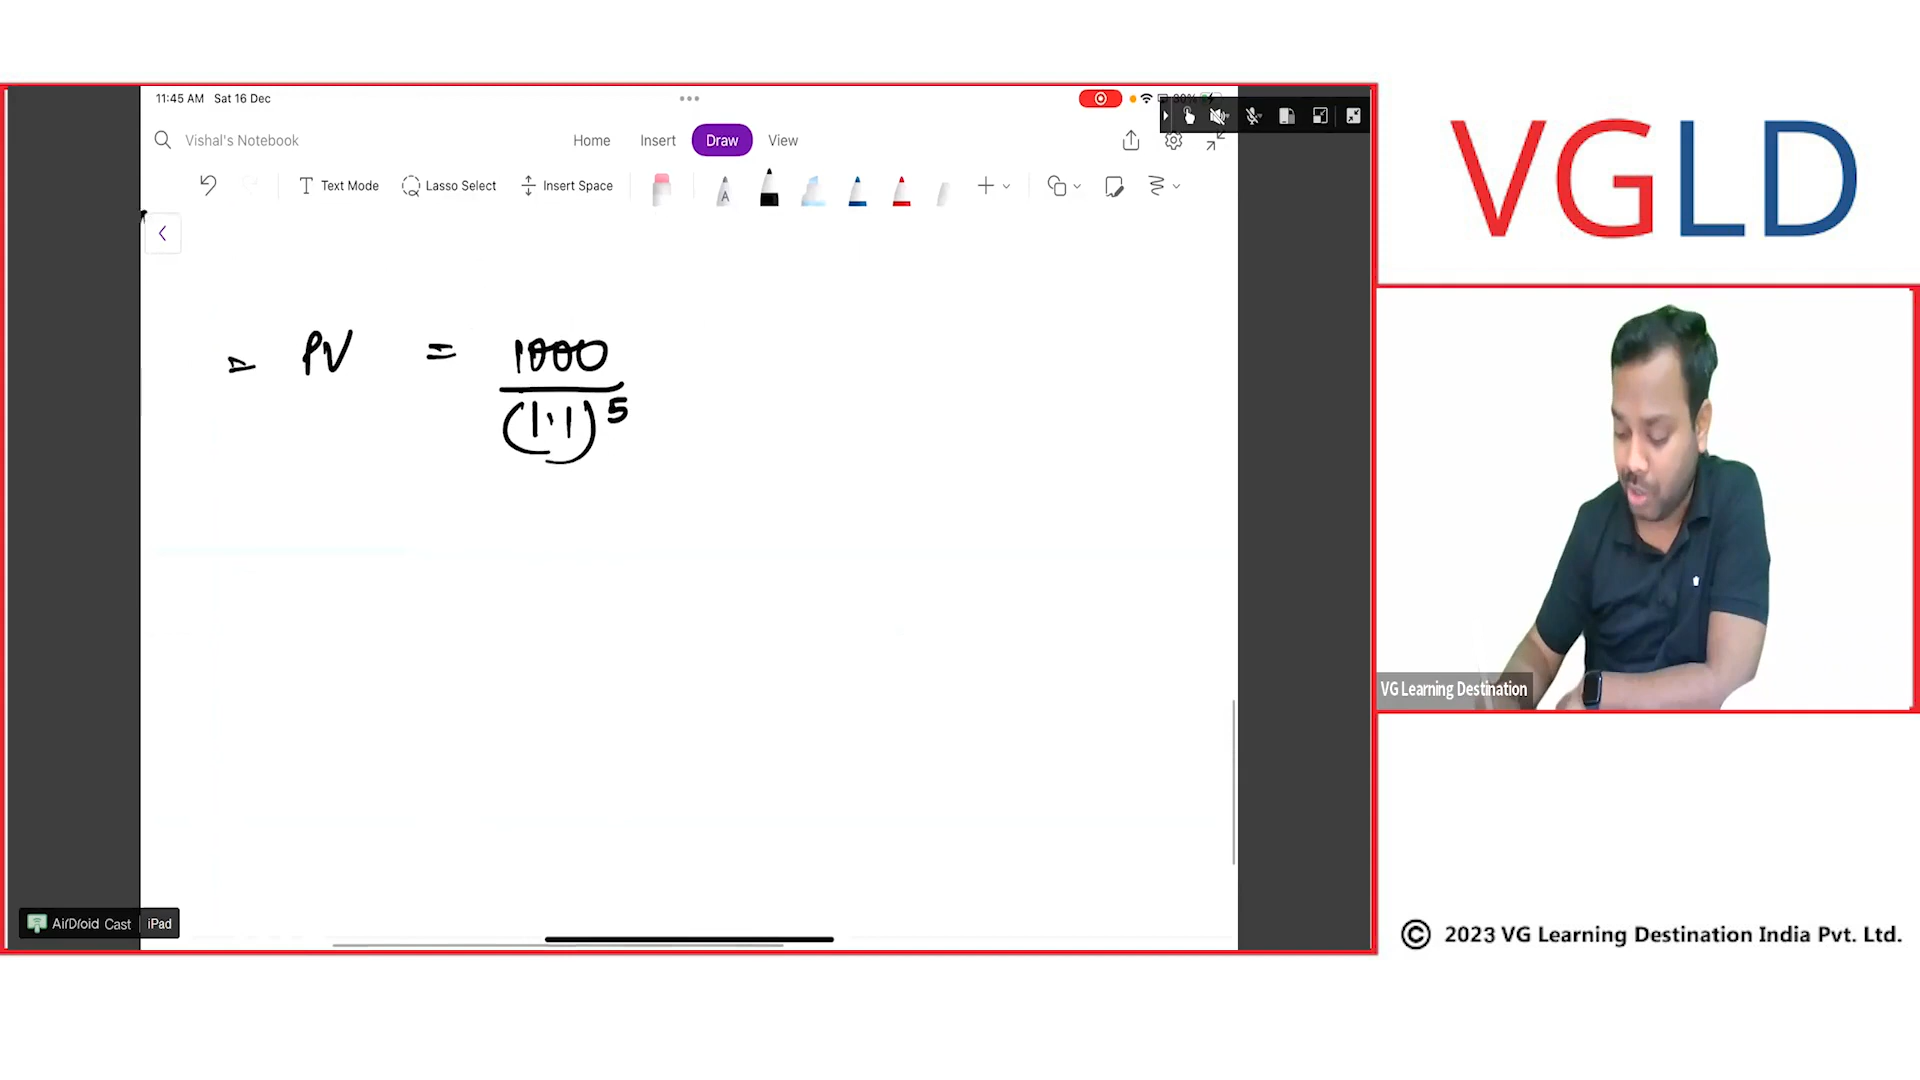 11:45 AM Sat 16 Dec
30%
Vishal's Notebook
Home Insert Draw View
Text Mode Lasso Select Insert Space
A
= PV = 1000
(1.1)5
VGLD
VG Learning Destination
AirDroid Cast iPad
© 2023 VG Learning Destination India Pvt. Ltd.